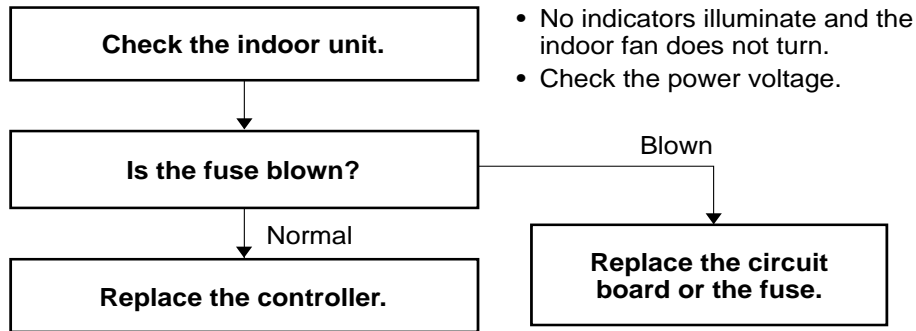 Check the indoor unit.
• No indicators illuminate and the
indoor fan does not turn.
• Check the power voltage.
Is the fuse blown?
Blown
Normal
Replace the circuit
board or the fuse.
Replace the controller.